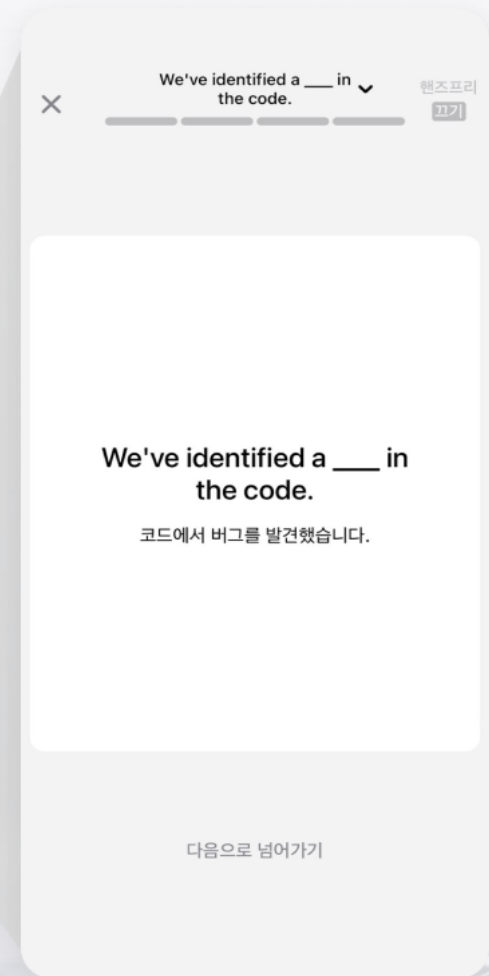 We've identified a ___ in
the code.
핸즈프리
끄기
We've identified a ___ in
the code.
코드에서 버그를 발견했습니다.
다음으로 넘어가기